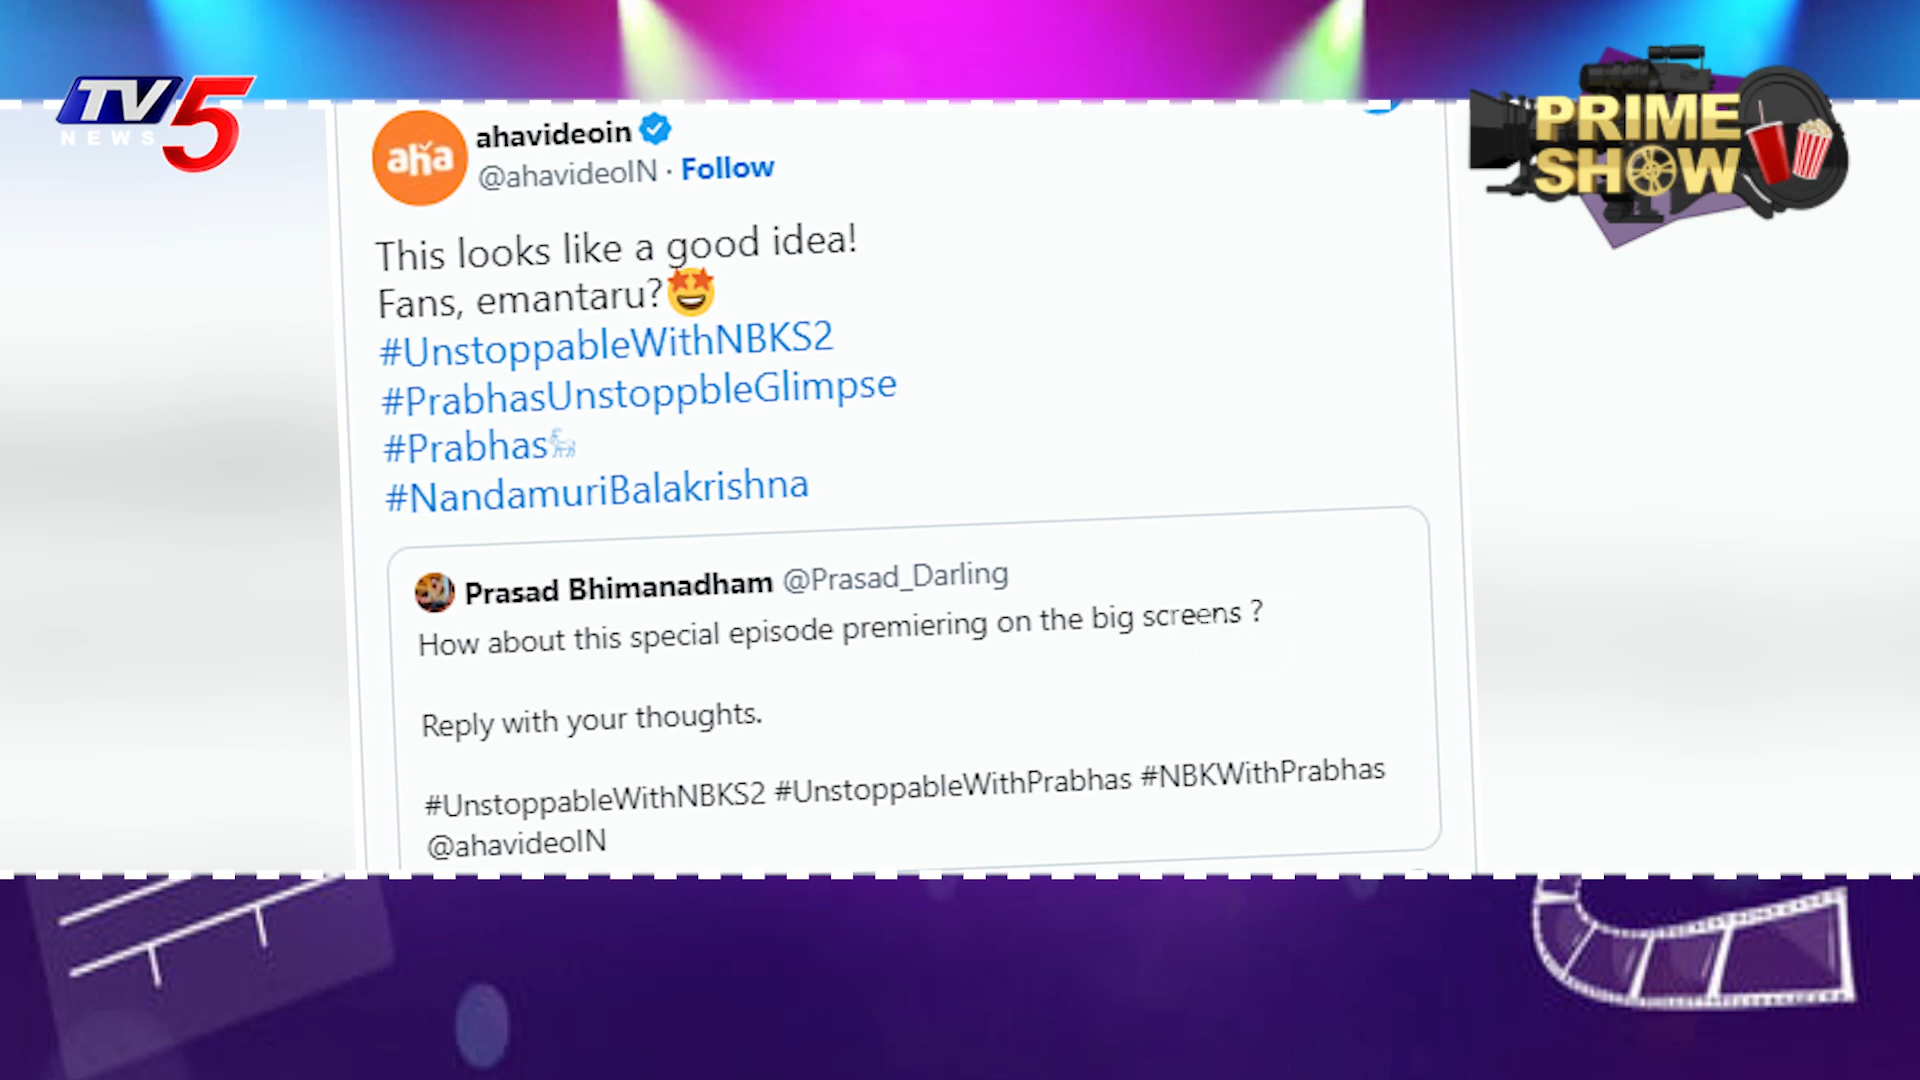 TV5
NEWS
PRIME
SHOW
aha
ahavideoin
@ahavideoIN · Follow
This looks like a good idea!
Fans, emantaru?🤩
#UnstoppableWithNBKS2
#PrabhasUnstoppbleGlimpse
#Prabhas
#NandamuriBalakrishna
Prasad Bhimanadham @Prasad_Darling
How about this special episode premiering on the big screens ?
Reply with your thoughts.
#UnstoppableWithNBKS2 #UnstoppableWithPrabhas #NBKWithPrabhas
@ahavideoIN